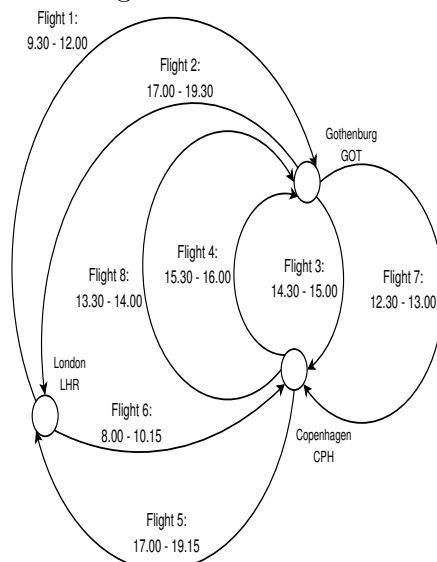 Flight 1:
9.30 - 12.00
Flight 2:
17.00 - 19.30
Gothenburg
GOT
Flight 8:
13.30 - 14.00
Flight 4:
15.30 - 16.00
Flight 3:
14.30 - 15.00
Flight 7:
12.30 - 13.00
London
LHR
Flight 6:
8.00 - 10.15
Copenhagen
CPH
Flight 5:
17.00 - 19.15